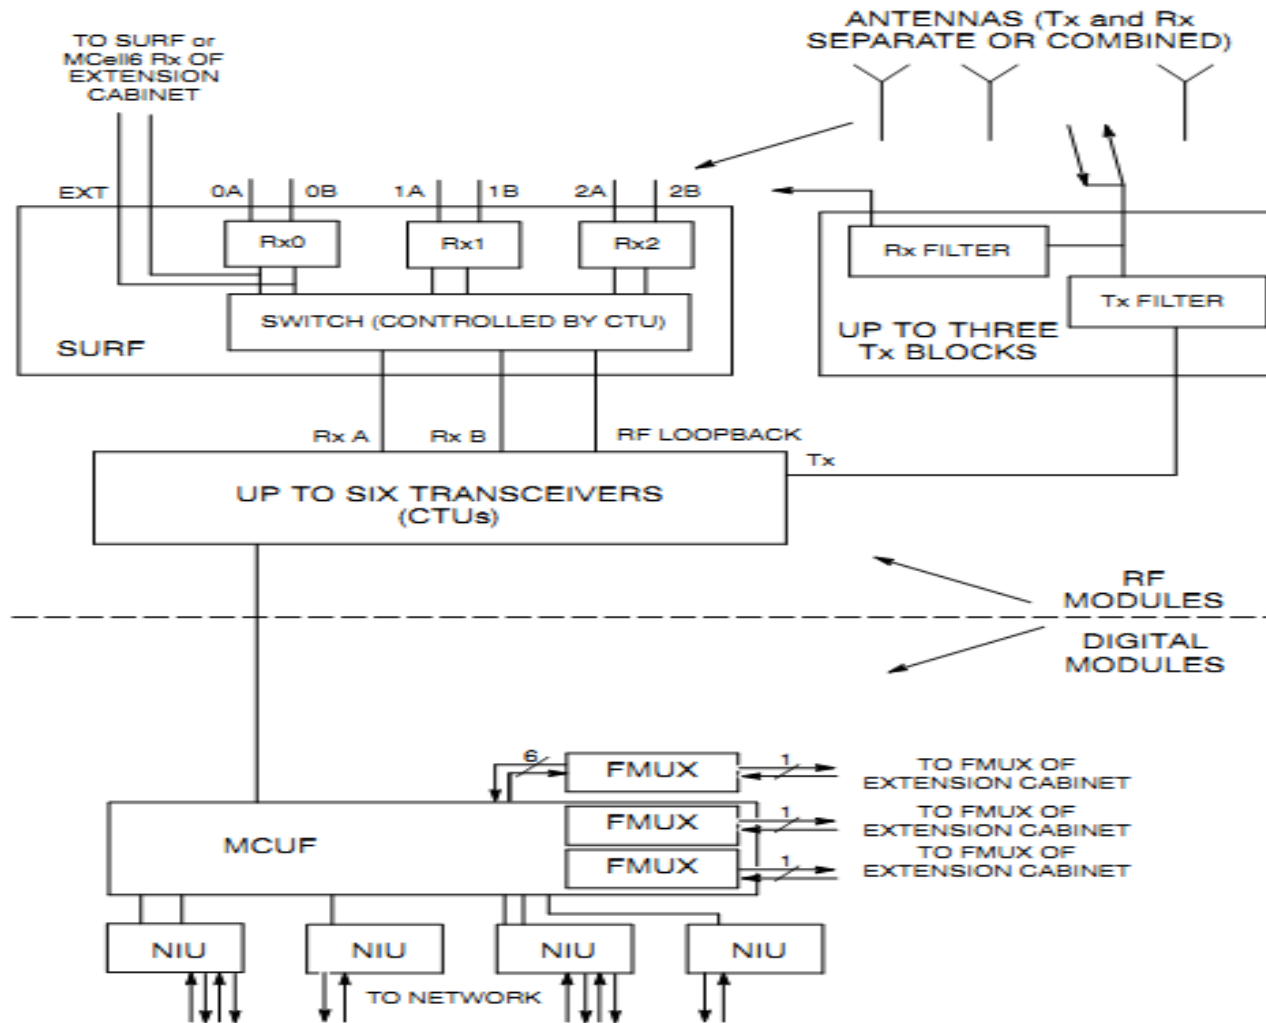 TO SURF or
MCell6 Rx OF
EXTENSION
CABINET
ANTENNAS (Tx and Rx
SEPARATE OR COMBINED)
EXT
0A
0B
1A
1B
2A
2B
Rx0
Rx1
Rx2
SWITCH (CONTROLLED BY CTU)
SURF
Rx FILTER
Tx FILTER
UP TO THREE
Tx BLOCKS
Rx A
Rx B
RF LOOPBACK
Tx
UP TO SIX TRANSCEIVERS
(CTUs)
RF
MODULES
DIGITAL
MODULES
6
FMUX
1
TO FMUX OF
EXTENSION CABINET
MCUF
FMUX
1
TO FMUX OF
EXTENSION CABINET
FMUX
1
TO FMUX OF
EXTENSION CABINET
NIU
NIU
NIU
NIU
TO NETWORK